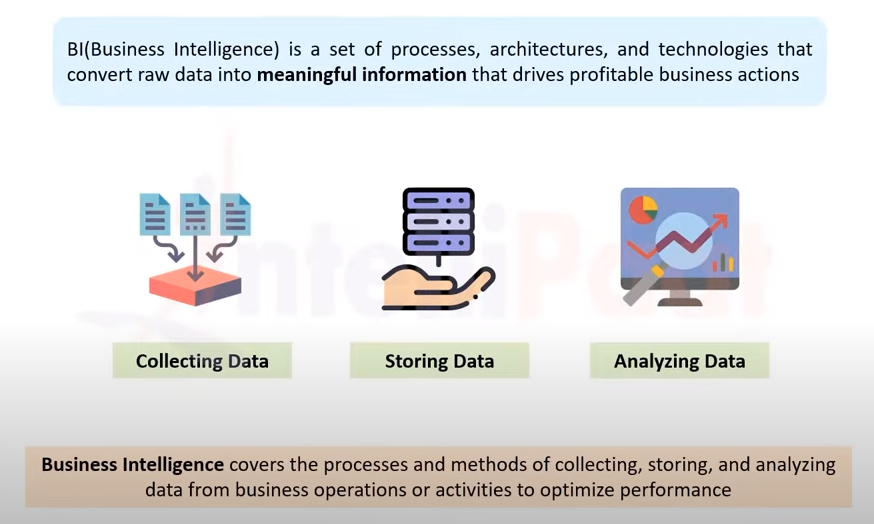 BI(Business Intelligence) is a set of processes, architectures, and technologies that
convert raw data into meaningful information that drives profitable business actions
IntelliPaat
Collecting Data
Storing Data
Analyzing Data
Business Intelligence covers the processes and methods of collecting, storing, and analyzing
data from business operations or activities to optimize performance